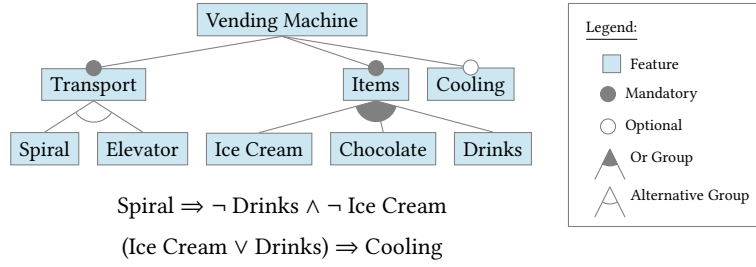 Vending Machine
Transport
Items
Cooling
Spiral
Elevator
Ice Cream
Chocolate
Drinks
Spiral ⇒ ¬ Drinks ∧ ¬ Ice Cream
(Ice Cream ∨ Drinks) ⇒ Cooling
Legend:
Feature
Mandatory
Optional
Or Group
Alternative Group